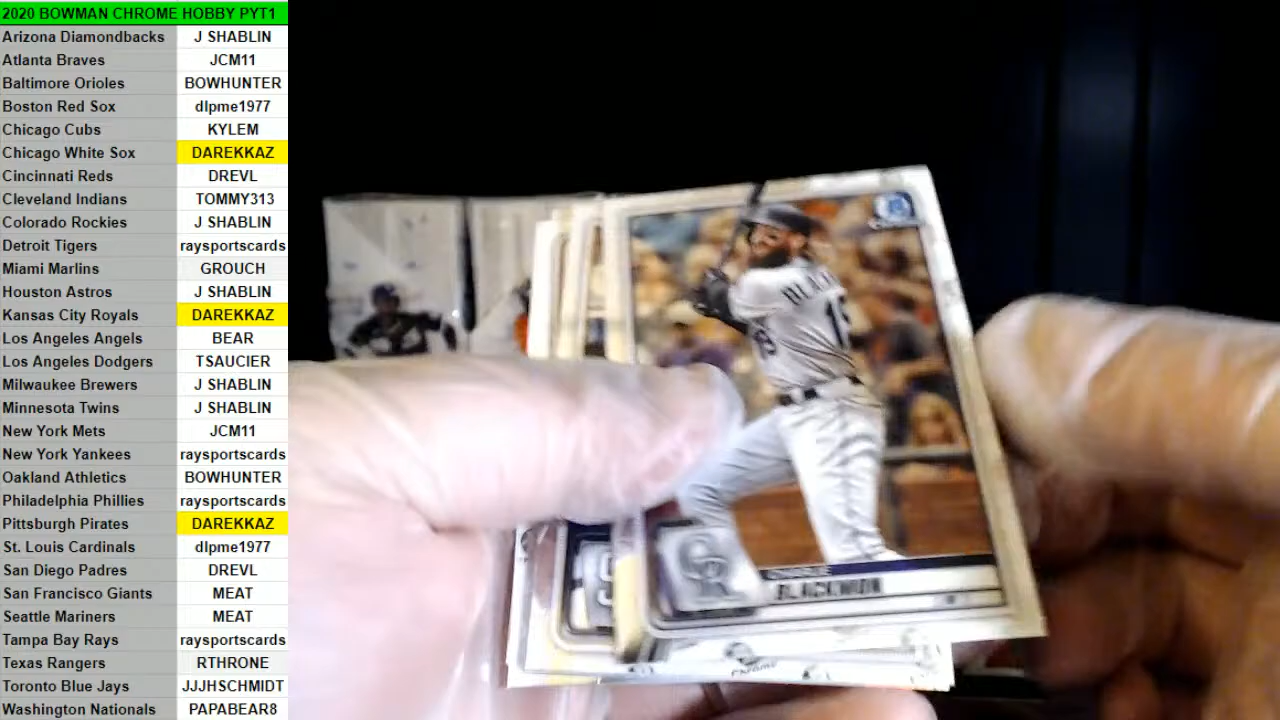 2020 BOWMAN CHROME HOBBY PYT1
Arizona Diamondbacks J SHABLIN
Atlanta Braves JCM11
Baltimore Orioles BOWHUNTER
Boston Red Sox dlpme1977
Chicago Cubs KYLEM
Chicago White Sox DAREKKAZ
Cincinnati Reds DREVL
Cleveland Indians TOMMY313
Colorado Rockies J SHABLIN
Detroit Tigers raysportscards
Miami Marlins GROUCH
Houston Astros J SHABLIN
Kansas City Royals DAREKKAZ
Los Angeles Angels BEAR
Los Angeles Dodgers TSAUCIER
Milwaukee Brewers J SHABLIN
Minnesota Twins J SHABLIN
New York Mets JCM11
New York Yankees raysportscards
Oakland Athletics BOWHUNTER
Philadelphia Phillies raysportscards
Pittsburgh Pirates DAREKKAZ
St. Louis Cardinals dlpme1977
San Diego Padres DREVL
San Francisco Giants MEAT
Seattle Mariners MEAT
Tampa Bay Rays raysportscards
Texas Rangers RTHRONE
Toronto Blue Jays JJJHSCHMIDT
Washington Nationals PAPABEAR8
CR
BLACKMON